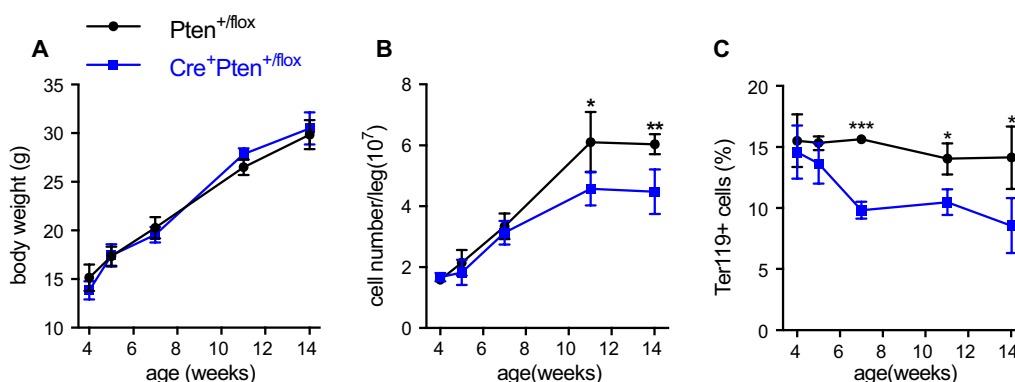 Pten+/flox
Cre+Pten+/flox
A
35
30
25
20
15
10
body weight (g)
4 6 8 10 12 14
age (weeks)
B
8
6
4
2
0
cell number/leg(10⁷)
*
**
4 6 8 10 12 14
age(weeks)
C
20
15
10
5
0
Ter119+ cells (%)
***
*
*
4 6 8 10 12 14
age(weeks)